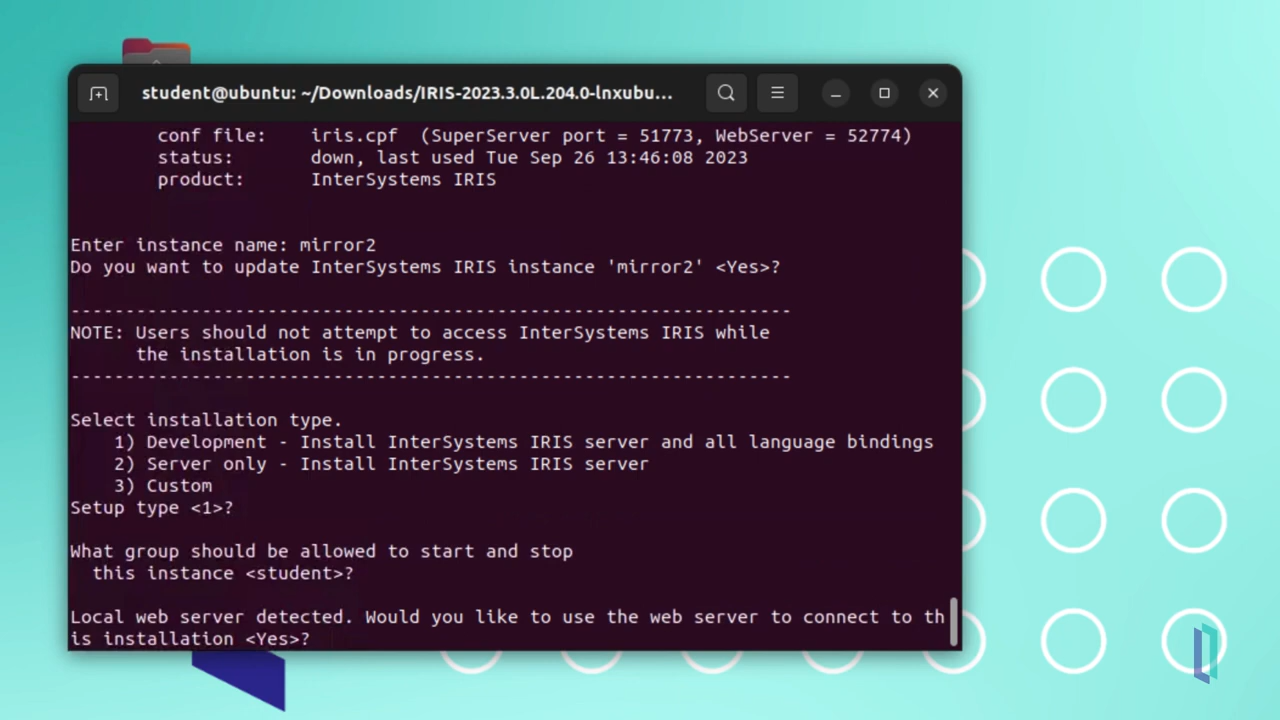 student@ubuntu: ~/Downloads/IRIS-2023.3.0L.204.0-lnxubu...
conf file: iris.cpf (SuperServer port = 51773, WebServer = 52774)
status: down, last used Tue Sep 26 13:46:08 2023
product: InterSystems IRIS
Enter instance name: mirror2
Do you want to update InterSystems IRIS instance 'mirror2' <Yes>?
------------------------------------------------------------------
NOTE: Users should not attempt to access InterSystems IRIS while
the installation is in progress.
------------------------------------------------------------------
Select installation type.
1) Development - Install InterSystems IRIS server and all language bindings
2) Server only - Install InterSystems IRIS server
3) Custom
Setup type <1>?
What group should be allowed to start and stop
this instance <student>?
Local web server detected. Would you like to use the web server to connect to th
is installation <Yes>?